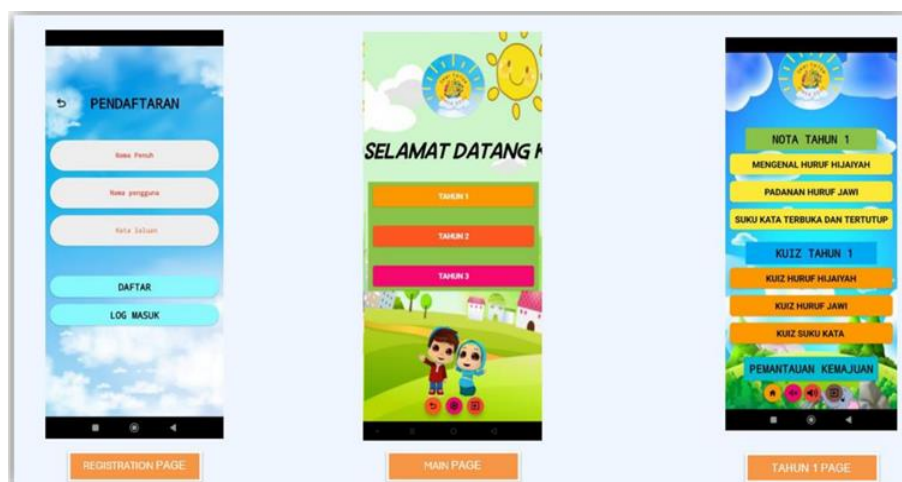 PENDAFTARAN
Nama Penuh
Nama pengguna
Kata laluan
DAFTAR
LOG MASUK
REGISTRATION PAGE
SELAMAT DATANG K
TAHUN 1
TAHUN 2
TAHUN 3
MAIN PAGE
NOTA TAHUN 1
MENGENAL HURUF HIJAIYAH
PADANAN HURUF JAWI
SUKU KATA TERBUKA DAN TERTUTUP
KUIZ TAHUN 1
KUIZ HURUF HIJAIYAH
KUIZ HURUF JAWI
KUIZ SUKU KATA
PEMANTAUAN KEMAJUAN
TAHUN 1 PAGE